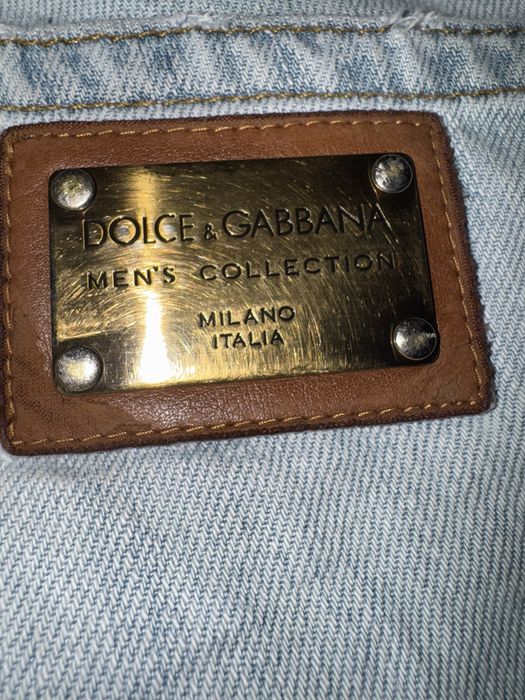 DOLCE & GABBANA
MEN'S COLLECTION
MILANO
ITALIA